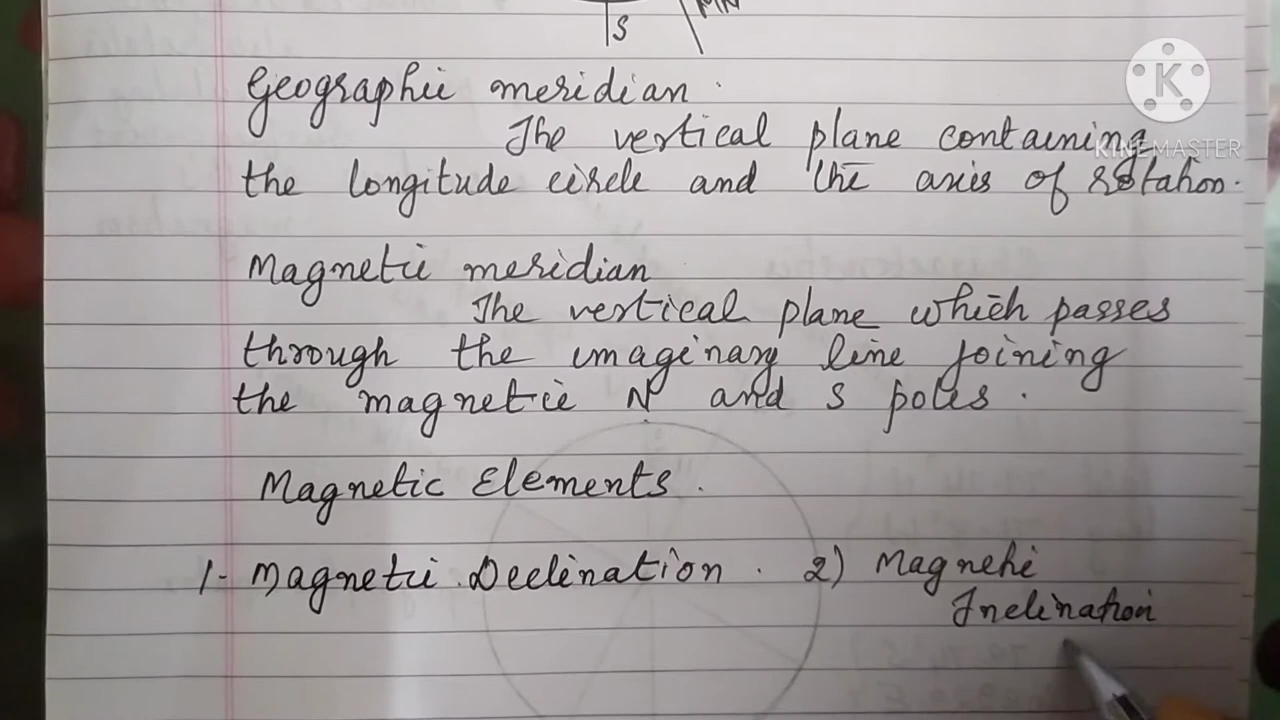 S
MN
Geographic meridian.
The vertical plane containing
the longitude circle and the axis of rotation.
Magnetic meridian
The vertical plane which passes
through the imaginary line joining
the magnetic N and S poles.
Magnetic Elements.
1- Magnetic Declination. 2) Magnetic
Inclination
K
KINEMASTER